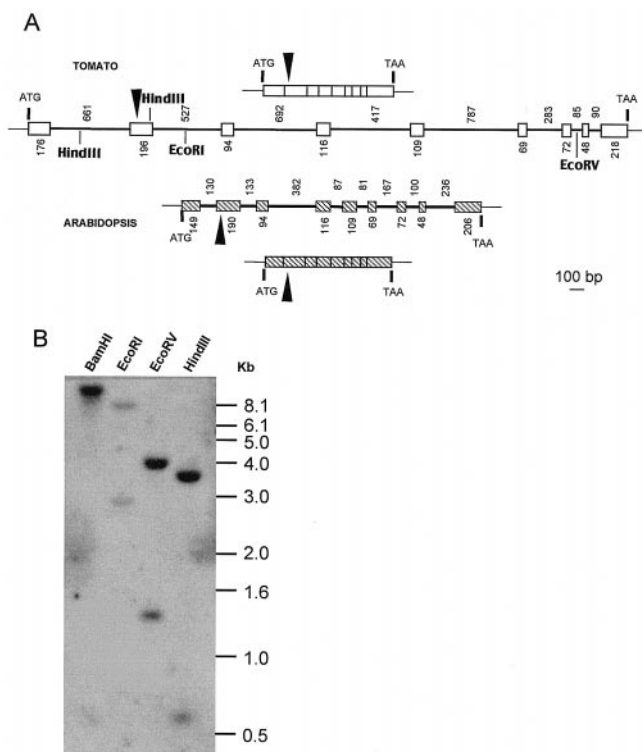 A
TOMATO
ATG
TAA
ATG
661
HindIII
527
692
417
787
283
85
90
TAA
176
HindIII
196
EcoRI
94
116
109
69
72
48
EcoRV
218
130
133
382
87
81
167
100
236
ARABIDOPSIS
ATG
149
190
94
116
109
69
72
48
206
TAA
ATG
TAA
100 bp
B
BamHI
EcoRI
EcoRV
HindIII
Kb
8.1
6.1
5.0
4.0
3.0
2.0
1.6
1.0
0.5